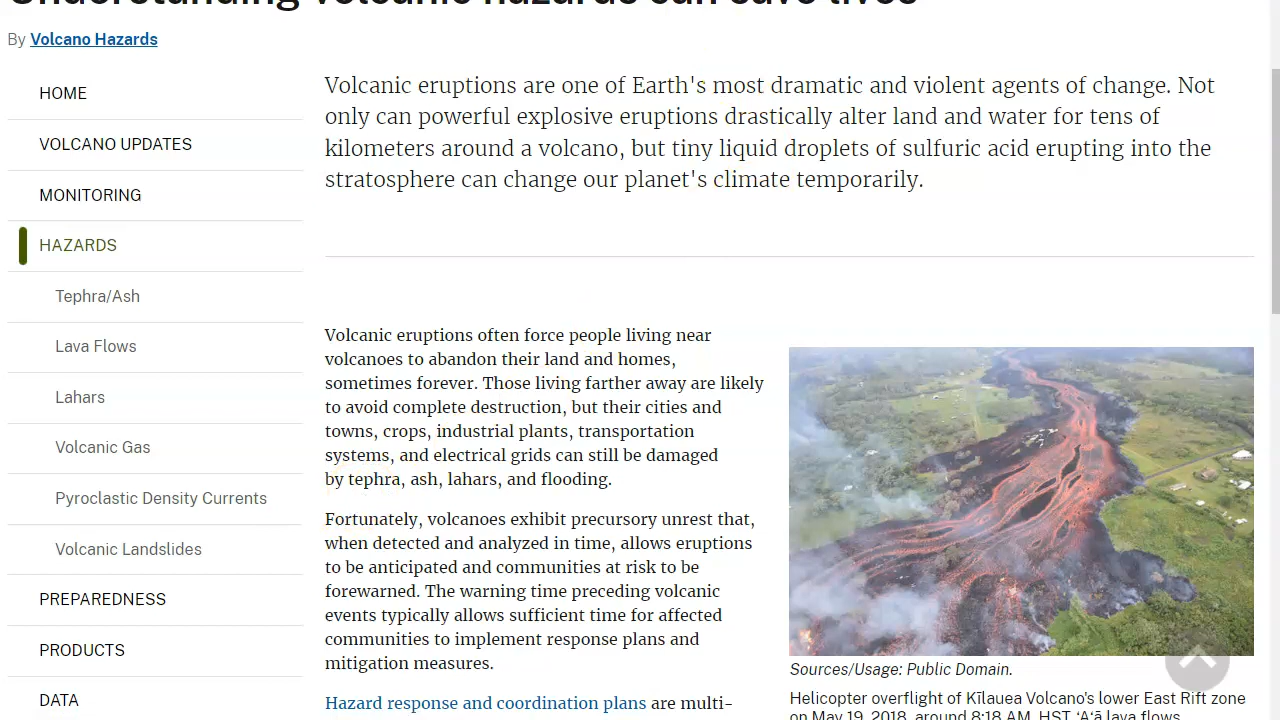 Understanding volcanic hazards can save lives
By Volcano Hazards
HOME
VOLCANO UPDATES
MONITORING
HAZARDS
Tephra/Ash
Lava Flows
Lahars
Volcanic Gas
Pyroclastic Density Currents
Volcanic Landslides
PREPAREDNESS
PRODUCTS
DATA
Volcanic eruptions are one of Earth's most dramatic and violent agents of change. Not
only can powerful explosive eruptions drastically alter land and water for tens of
kilometers around a volcano, but tiny liquid droplets of sulfuric acid erupting into the
stratosphere can change our planet's climate temporarily.
Volcanic eruptions often force people living near
volcanoes to abandon their land and homes,
sometimes forever. Those living farther away are likely
to avoid complete destruction, but their cities and
towns, crops, industrial plants, transportation
systems, and electrical grids can still be damaged
by tephra, ash, lahars, and flooding.
Fortunately, volcanoes exhibit precursory unrest that,
when detected and analyzed in time, allows eruptions
to be anticipated and communities at risk to be
forewarned. The warning time preceding volcanic
events typically allows sufficient time for affected
communities to implement response plans and
mitigation measures.
Hazard response and coordination plans are multi-
Sources/Usage: Public Domain.
Helicopter overflight of Kīlauea Volcano's lower East Rift zone
on May 19, 2018, around 8:18 AM, HST. ‘A‘ā lava flows